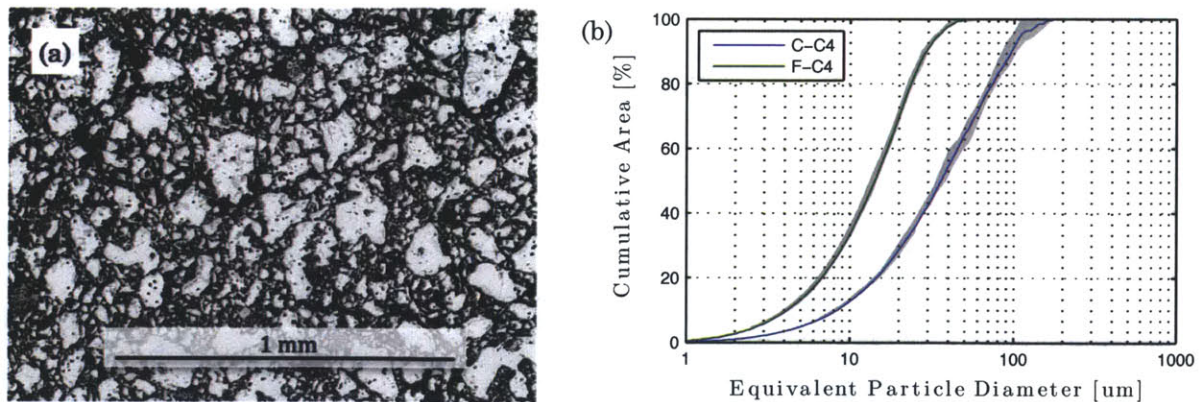 (a)
1 mm
(b)
C-C4
F-C4
Cumulative Area [%]
100
80
60
40
20
0
1
10
100
1000
Equivalent Particle Diameter [um]